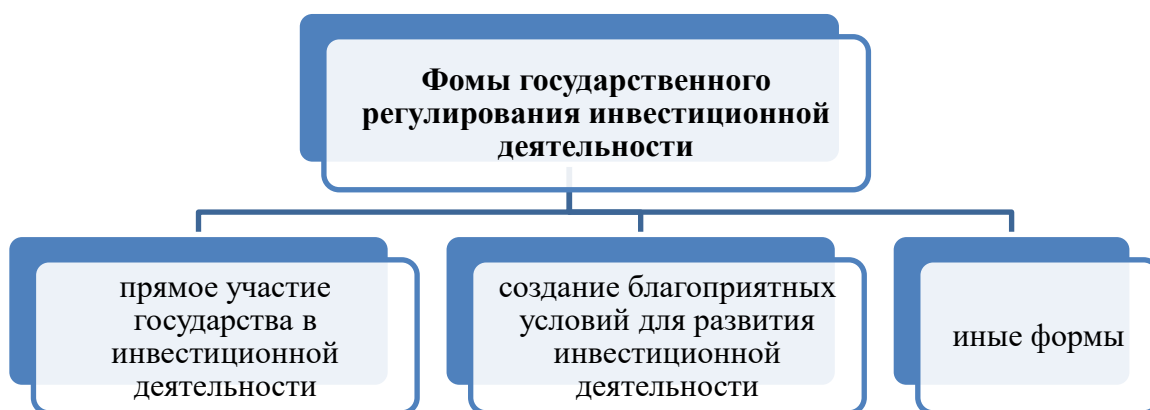 Фомы государственного
регулирования инвестиционной
деятельности
прямое участие
государства в
инвестиционной
деятельности
создание благоприятных
условий для развития
инвестиционной
деятельности
иные формы